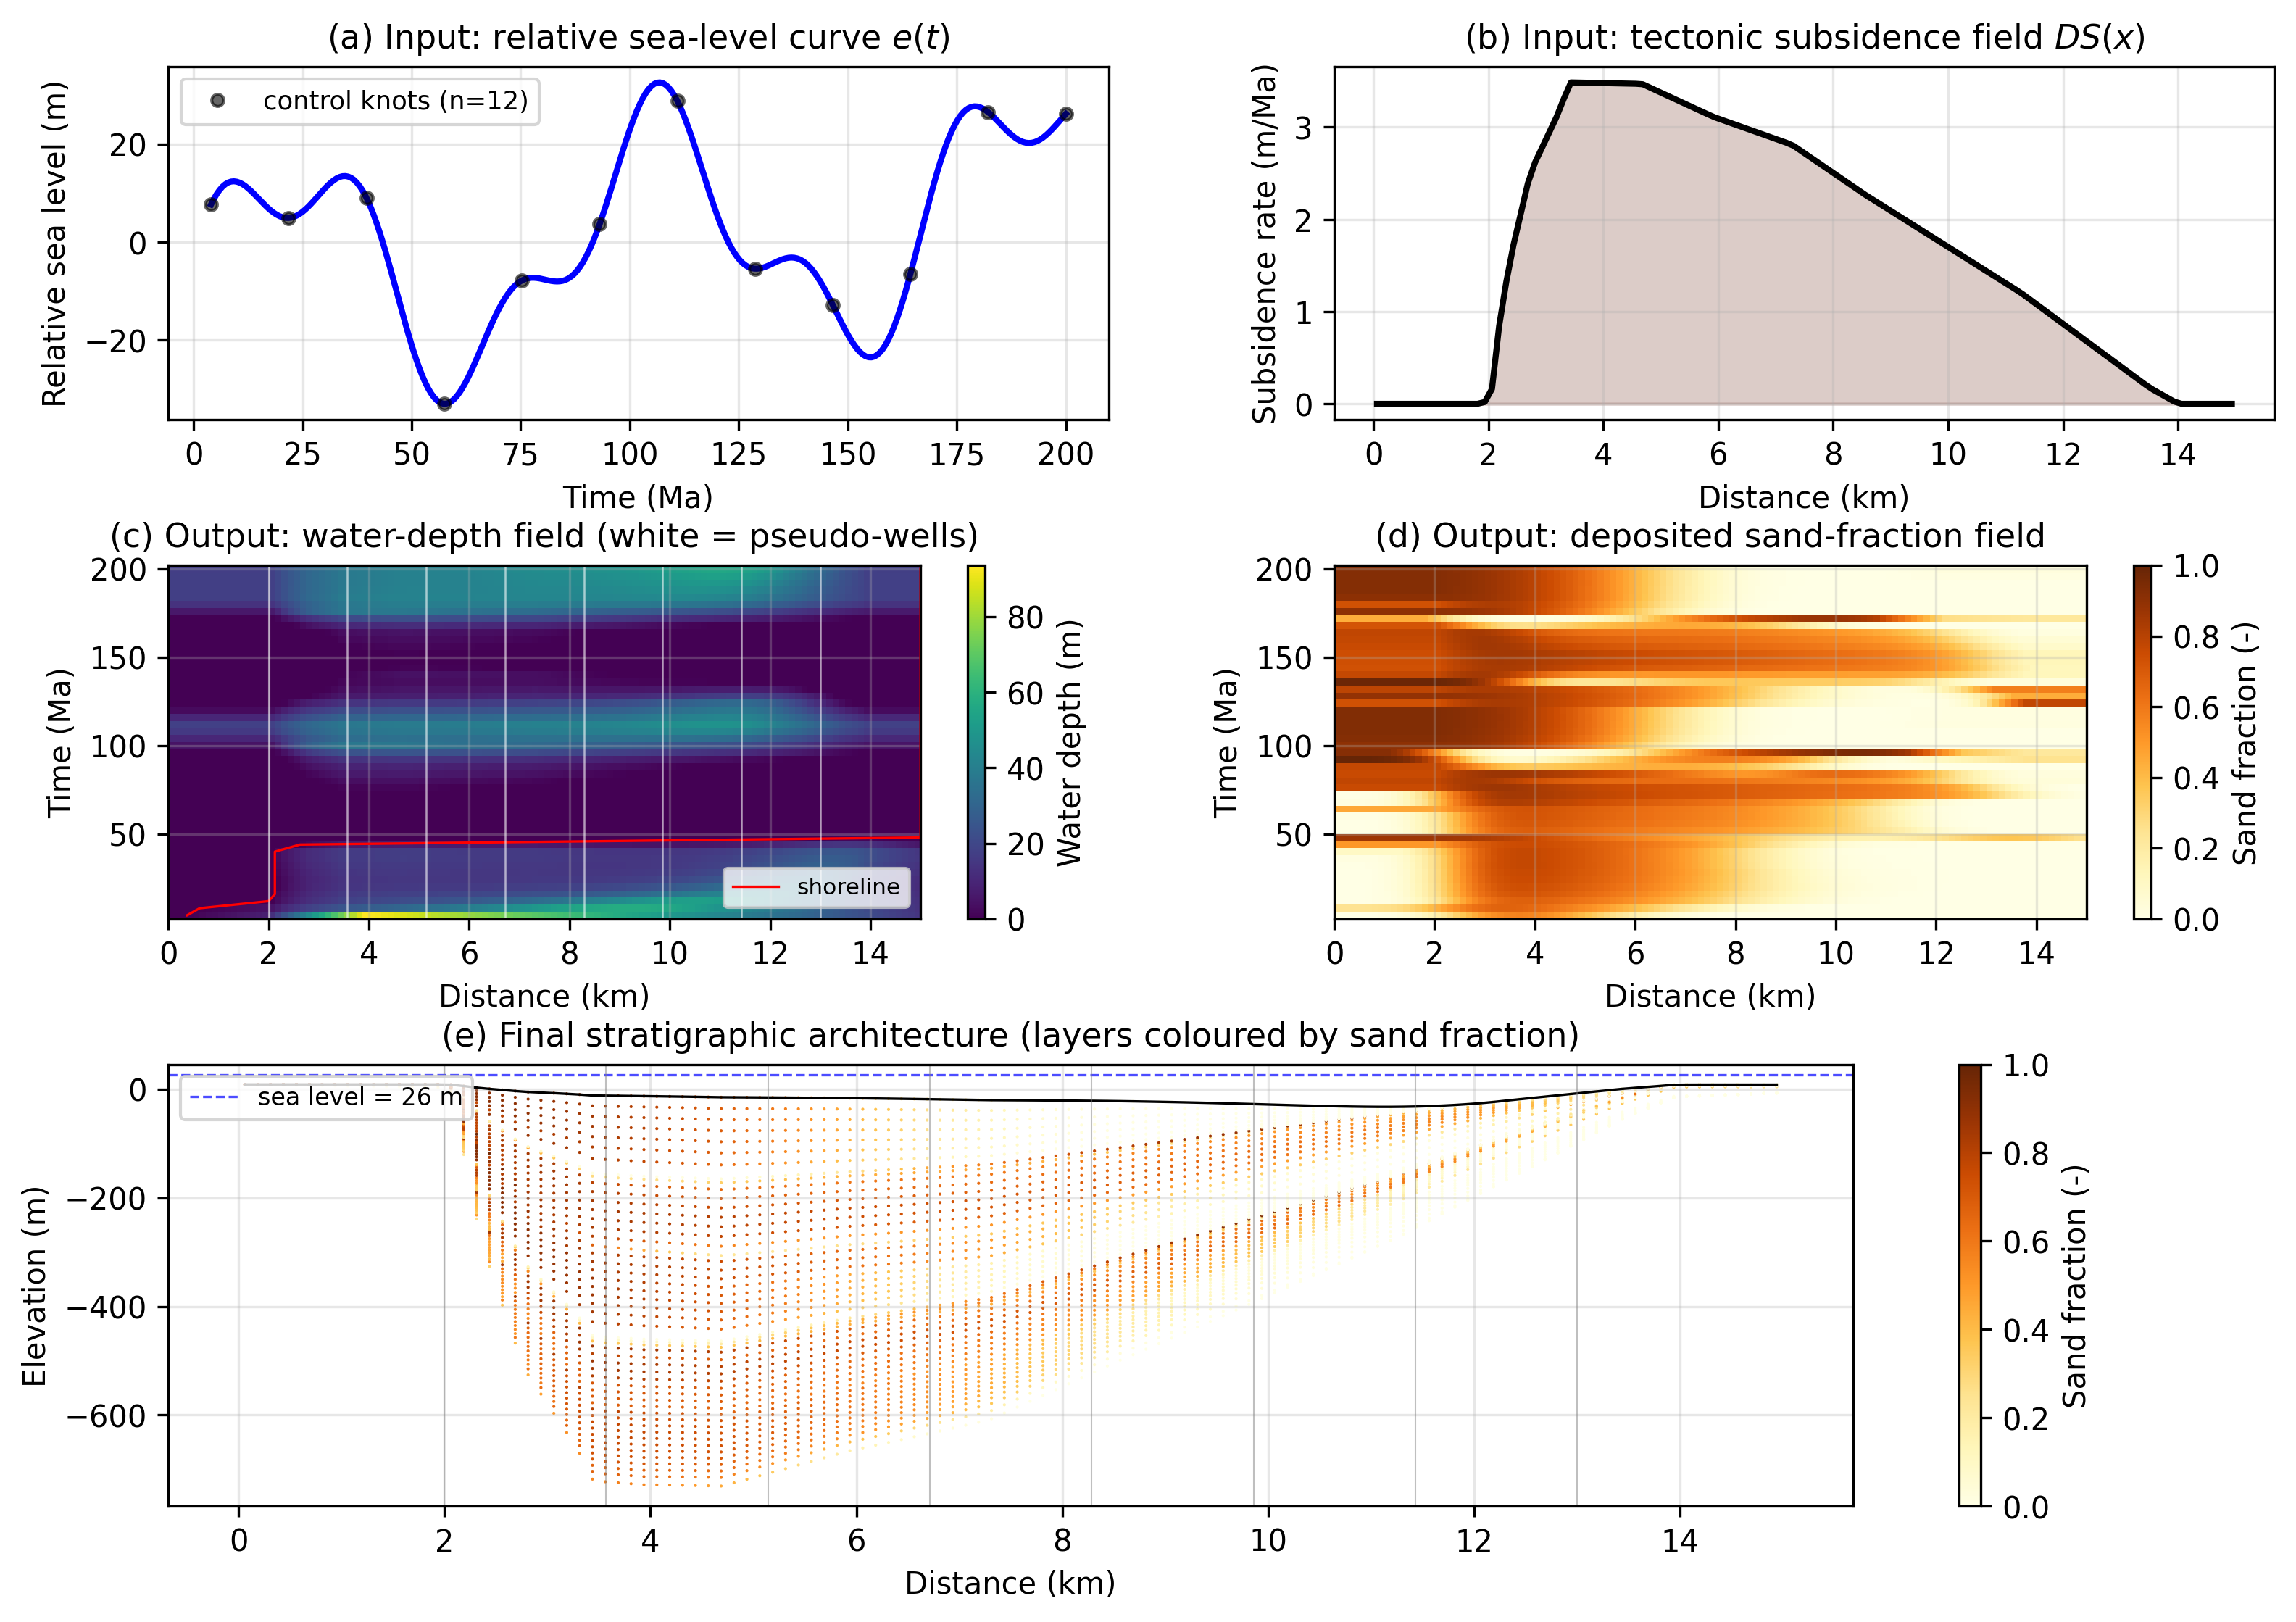 (a) Input: relative sea-level curve e(t)
control knots (n=12)
Relative sea level (m)
20
0
−20
0 25 50 75 100 125 150 175 200
Time (Ma)
(b) Input: tectonic subsidence field DS(x)
Subsidence rate (m/Ma)
3
2
1
0
0 2 4 6 8 10 12 14
Distance (km)
(c) Output: water-depth field (white = pseudo-wells)
Time (Ma)
200
150
100
50
shoreline
0 2 4 6 8 10 12 14
Distance (km)
80
60
40
20
0
Water depth (m)
(d) Output: deposited sand-fraction field
Time (Ma)
200
150
100
50
0 2 4 6 8 10 12 14
Distance (km)
1.0
0.8
0.6
0.4
0.2
0.0
Sand fraction (-)
(e) Final stratigraphic architecture (layers coloured by sand fraction)
sea level = 26 m
Elevation (m)
0
−200
−400
−600
0 2 4 6 8 10 12 14
Distance (km)
1.0
0.8
0.6
0.4
0.2
0.0
Sand fraction (-)